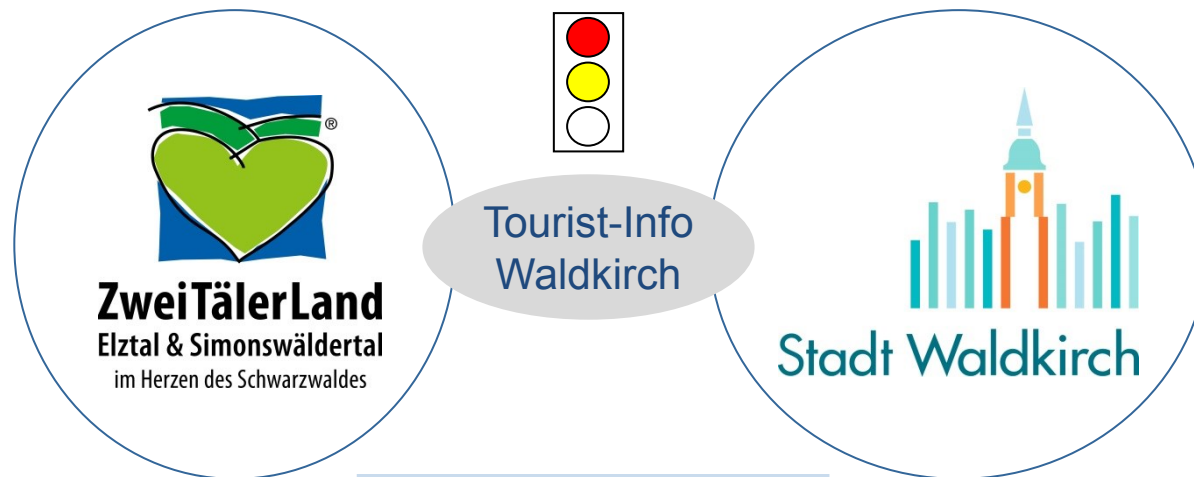 ®
ZweiTälerLand
Elztal & Simonswäldertal
im Herzen des Schwarzwaldes
Tourist-Info
Waldkirch
Stadt Waldkirch